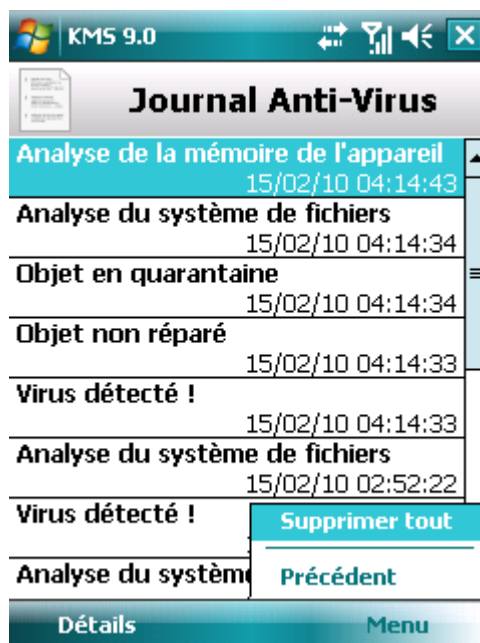 KMS 9.0
Journal Anti-Virus
Analyse de la mémoire de l'appareil
15/02/10 04:14:43
Analyse du système de fichiers
15/02/10 04:14:34
Objet en quarantaine
15/02/10 04:14:34
Objet non réparé
15/02/10 04:14:33
Virus détecté !
15/02/10 04:14:33
Analyse du système de fichiers
15/02/10 02:52:22
Virus détecté !
Analyse du systèm
Supprimer tout
Précédent
Détails
Menu